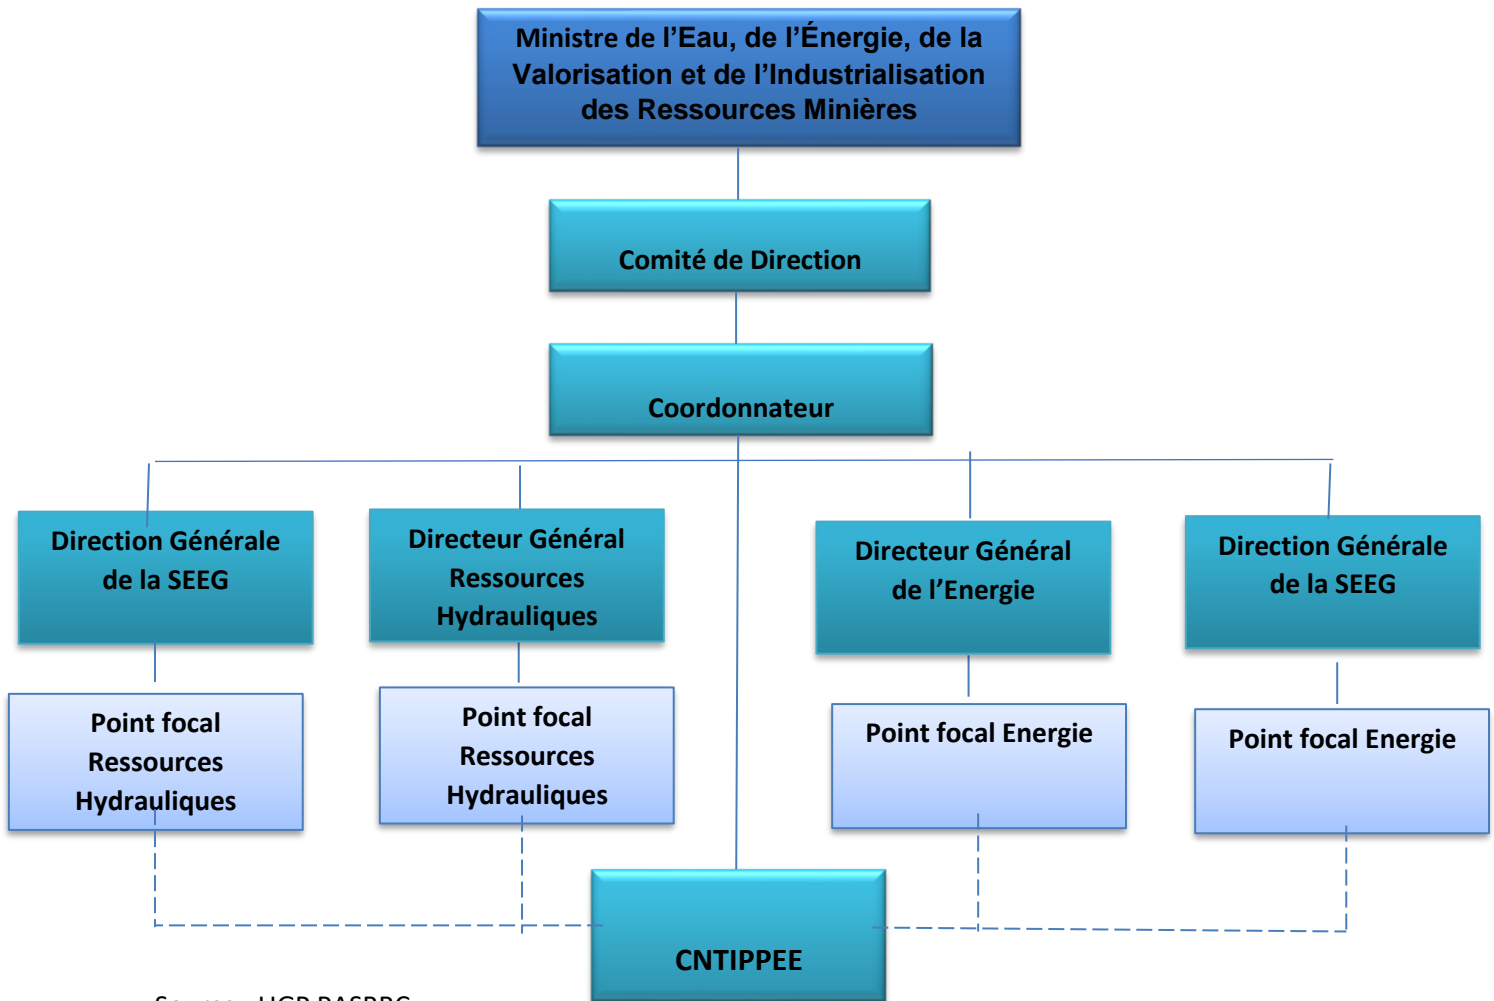 Ministre de l’Eau, de l’Énergie, de la
Valorisation et de l’Industrialisation
des Ressources Minières
Comité de Direction
Coordonnateur
Direction Générale
de la SEEG
Directeur Général
Ressources
Hydrauliques
Directeur Général
de l’Energie
Direction Générale
de la SEEG
Point focal
Ressources
Hydrauliques
Point focal
Ressources
Hydrauliques
Point focal Energie
Point focal Energie
CNTIPPEE